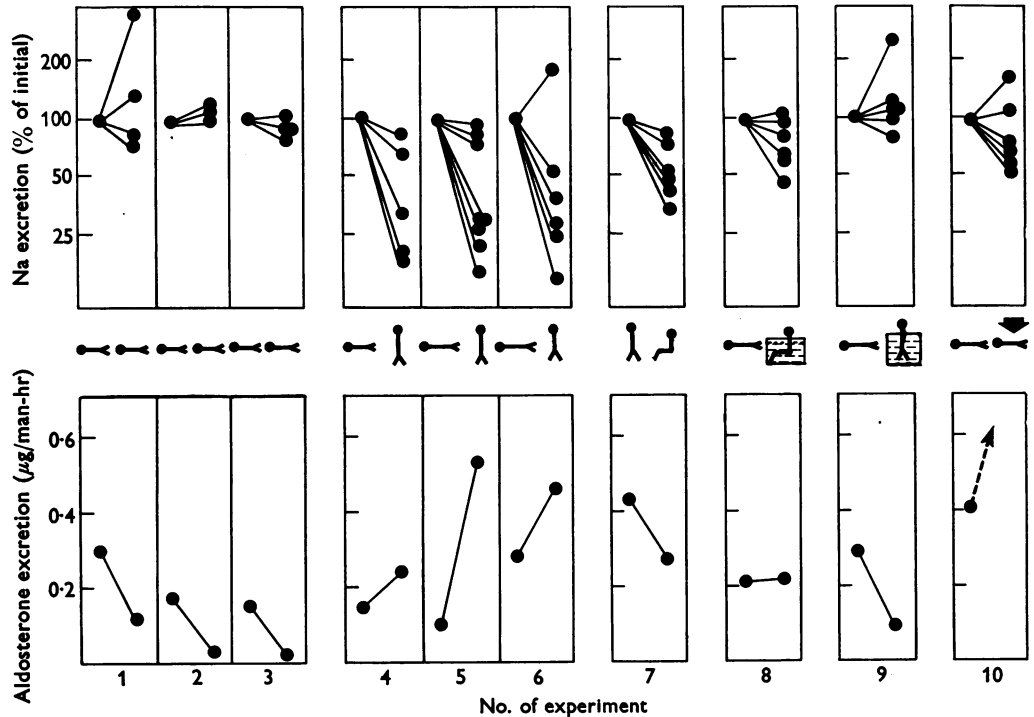 Na excretion (% of initial)
200
100
50
25
Aldosterone excretion (μg/man-hr)
0·6
0·4
0·2
1 2 3 4 5 6 7 8 9 10
No. of experiment